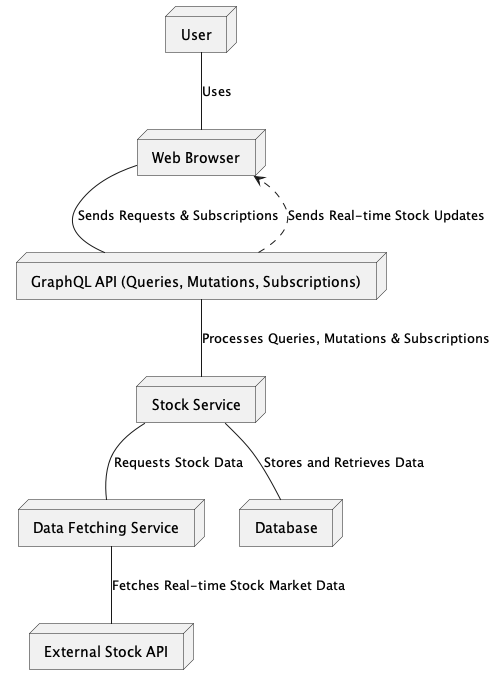 User
Uses
Web Browser
Sends Requests & Subscriptions
Sends Real-time Stock Updates
GraphQL API (Queries, Mutations, Subscriptions)
Processes Queries, Mutations & Subscriptions
Stock Service
Requests Stock Data
Stores and Retrieves Data
Data Fetching Service
Database
Fetches Real-time Stock Market Data
External Stock API